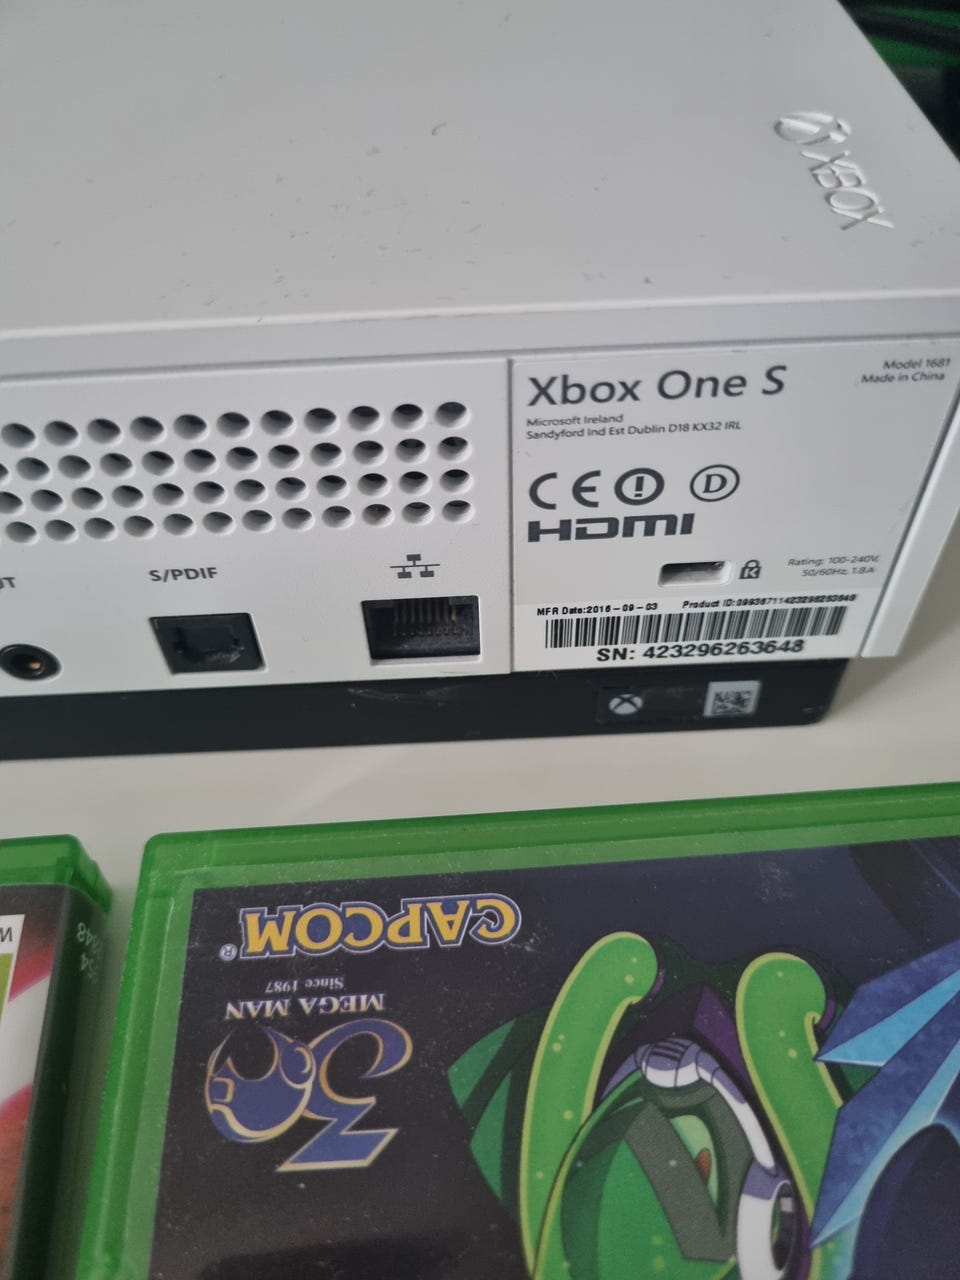 XBOX
Xbox One S
Model 1681
Made in China
Microsoft Ireland
Sandyford Ind Est Dublin D18 KX32 IRL
CE
D
HDMI
S/PDIF
K
Rating: 100-240V,
50/60Hz, 1.8A
MFR Date:2016-09-03
SN: 423296263648
CAPCOM®
Since 1987
MEGA MAN
30